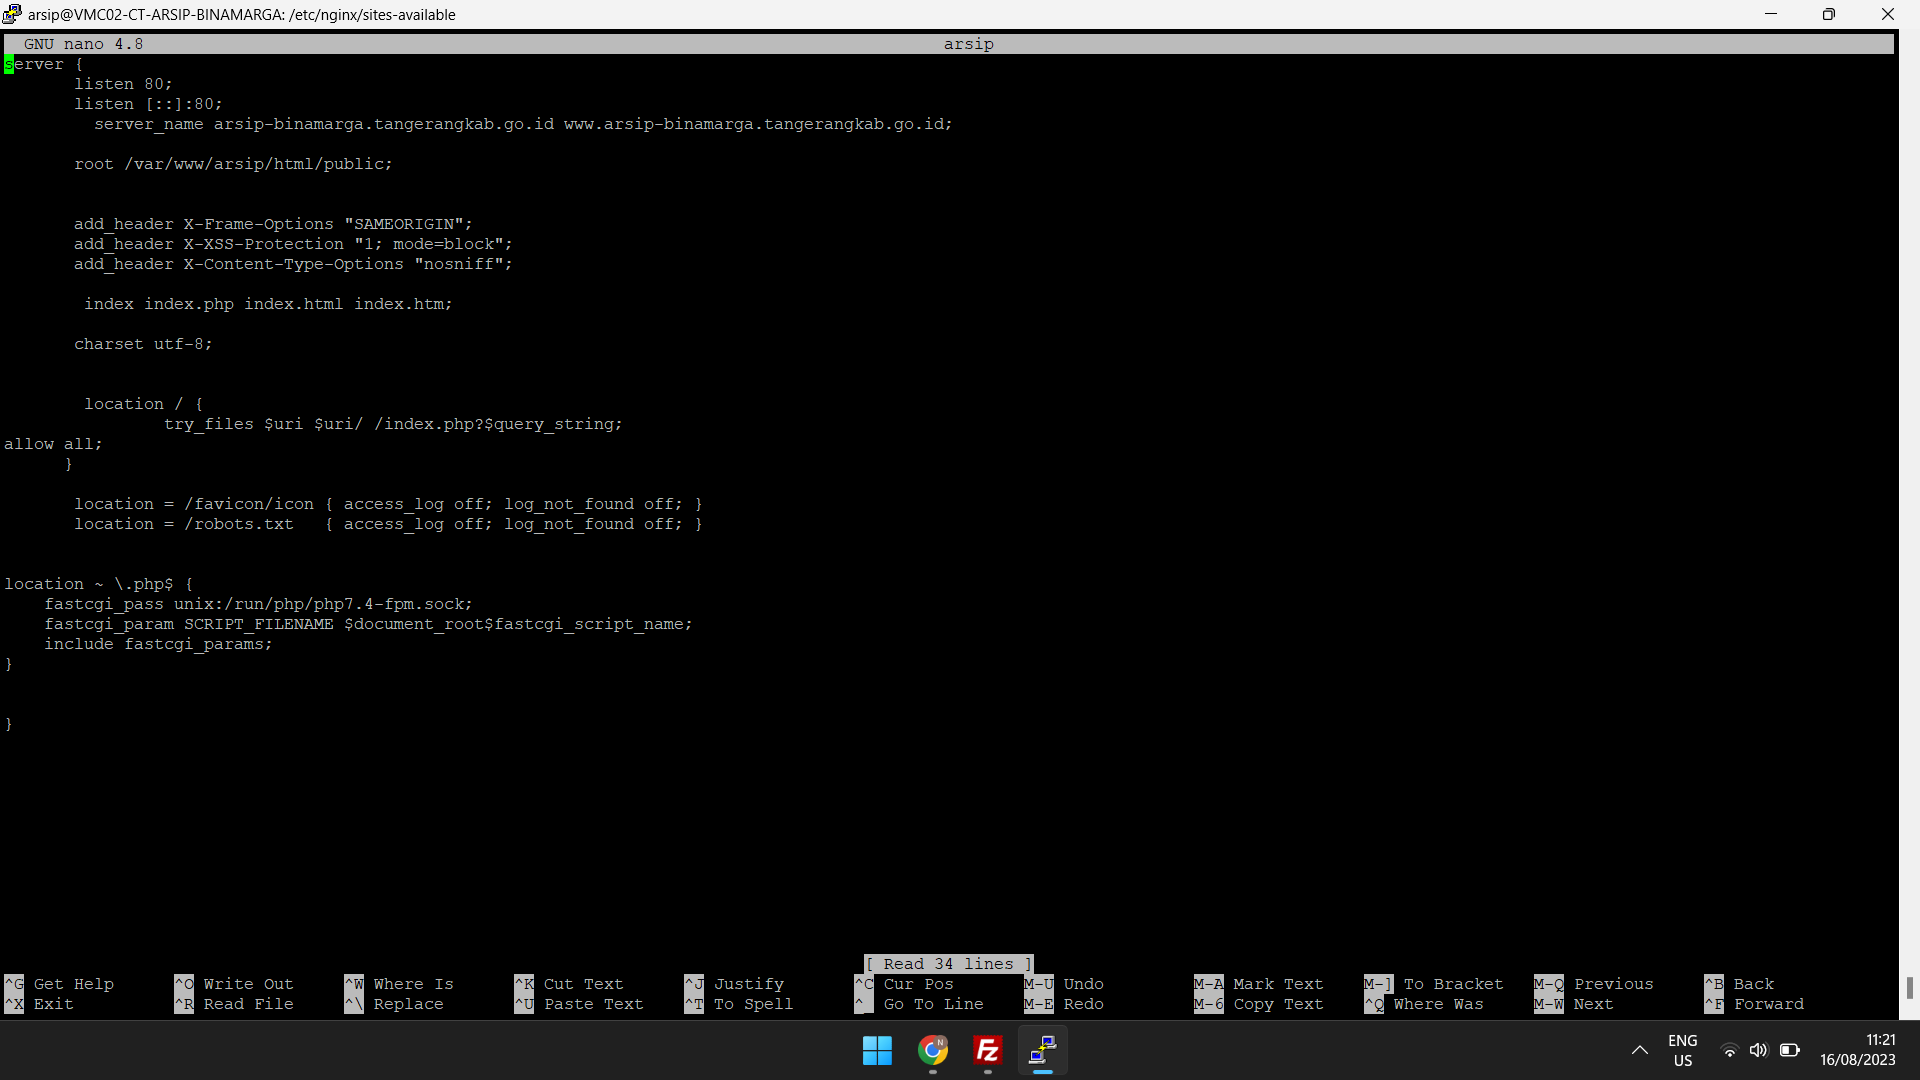 arsip@VMC02-CT-ARSIP-BINAMARGA: /etc/nginx/sites-available
GNU nano 4.8 arsip
server {
listen 80;
listen [::]:80;
server_name arsip-binamarga.tangerangkab.go.id www.arsip-binamarga.tangerangkab.go.id;
root /var/www/arsip/html/public;
add_header X-Frame-Options "SAMEORIGIN";
add_header X-XSS-Protection "1; mode=block";
add_header X-Content-Type-Options "nosniff";
index index.php index.html index.htm;
charset utf-8;
location / {
try_files $uri $uri/ /index.php?$query_string;
allow all;
}
location = /favicon/icon { access_log off; log_not_found off; }
location = /robots.txt { access_log off; log_not_found off; }
location ~ \.php$ {
fastcgi_pass unix:/run/php/php7.4-fpm.sock;
fastcgi_param SCRIPT_FILENAME $document_root$fastcgi_script_name;
include fastcgi_params;
}
}
[ Read 34 lines ]
^G Get Help ^O Write Out ^W Where Is ^K Cut Text ^J Justify ^C Cur Pos M-U Undo M-A Mark Text M-] To Bracket M-Q Previous ^B Back
^X Exit ^R Read File ^\ Replace ^U Paste Text ^T To Spell ^_ Go To Line M-E Redo M-6 Copy Text ^Q Where Was M-W Next ^F Forward
ENG
US
11:21
16/08/2023